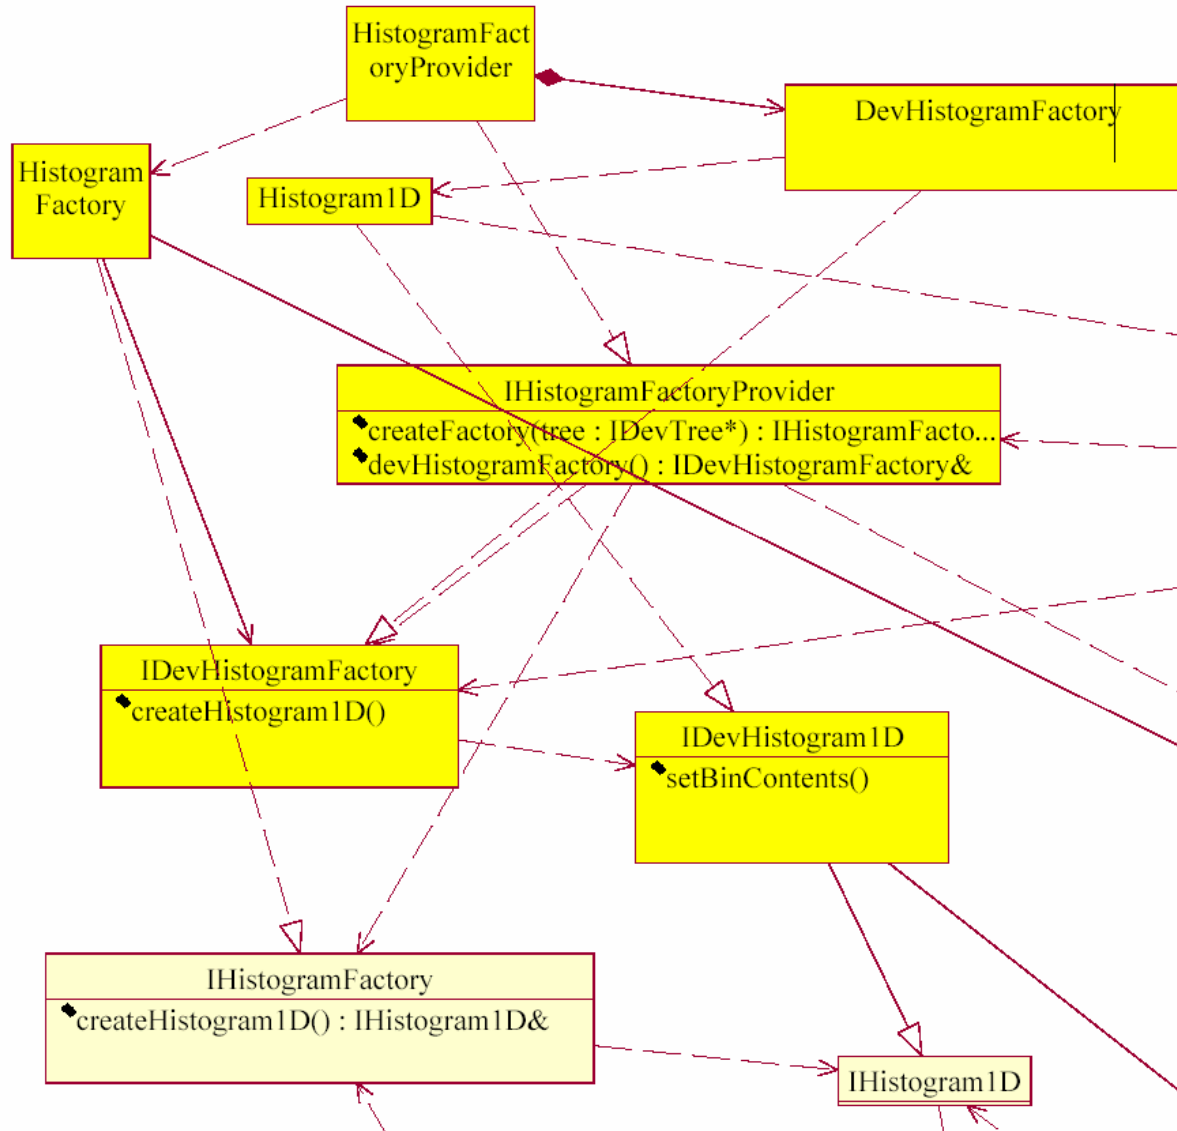 HistogramFact
oryProvider
DevHistogramFactory
Histogram
Factory
Histogram1D
IHistogramFactoryProvider
createFactory(tree : IDevTree*) : IHistogramFacto...
devHistogramFactory() : IDevHistogramFactory&
IDevHistogramFactory
createHistogram1D()
IDevHistogram1D
setBinContents()
IHistogramFactory
createHistogram1D() : IHistogram1D&
IHistogram1D